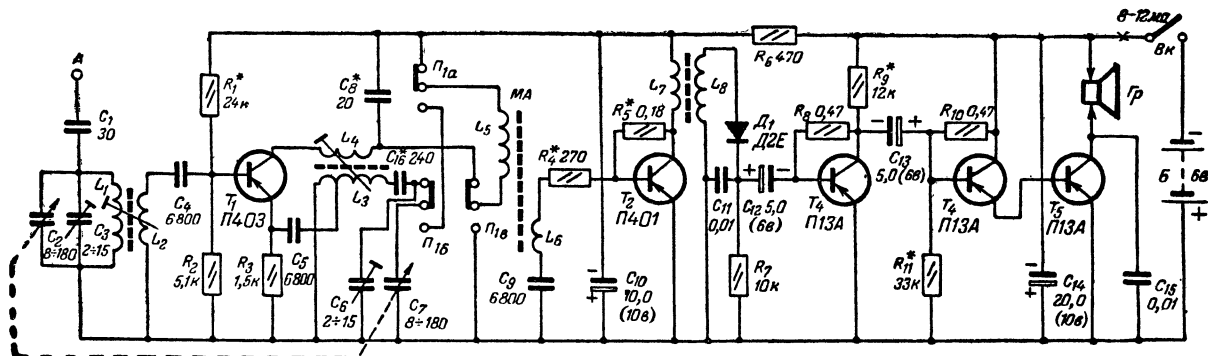 А
C1
30
C2
8÷180
C3
2÷15
L1
L2
C4
6800
R1*
24к
R2
5,1к
T1
П403
R3
1,5к
C5
6800
C8*
20
L4
L3
C16* 240
C6
2÷15
C7
8÷180
П1а
П1б
П1в
L5
МА
L6
C9
6800
R4* 270
R5* 0,18
T2
П401
C10
10,0
(10в)
L7
L8
R6 470
Д1
Д2Е
C11
0,01
C12 5,0
(6в)
R7
10к
R8 0,47
T4
П13А
R9*
12к
C13
5,0(6в)
R10 0,47
R11*
33к
T4
П13А
T5
П13А
C14
20,0
(10в)
C15
0,01
Гр
8-12ма
Вк
Б
6в